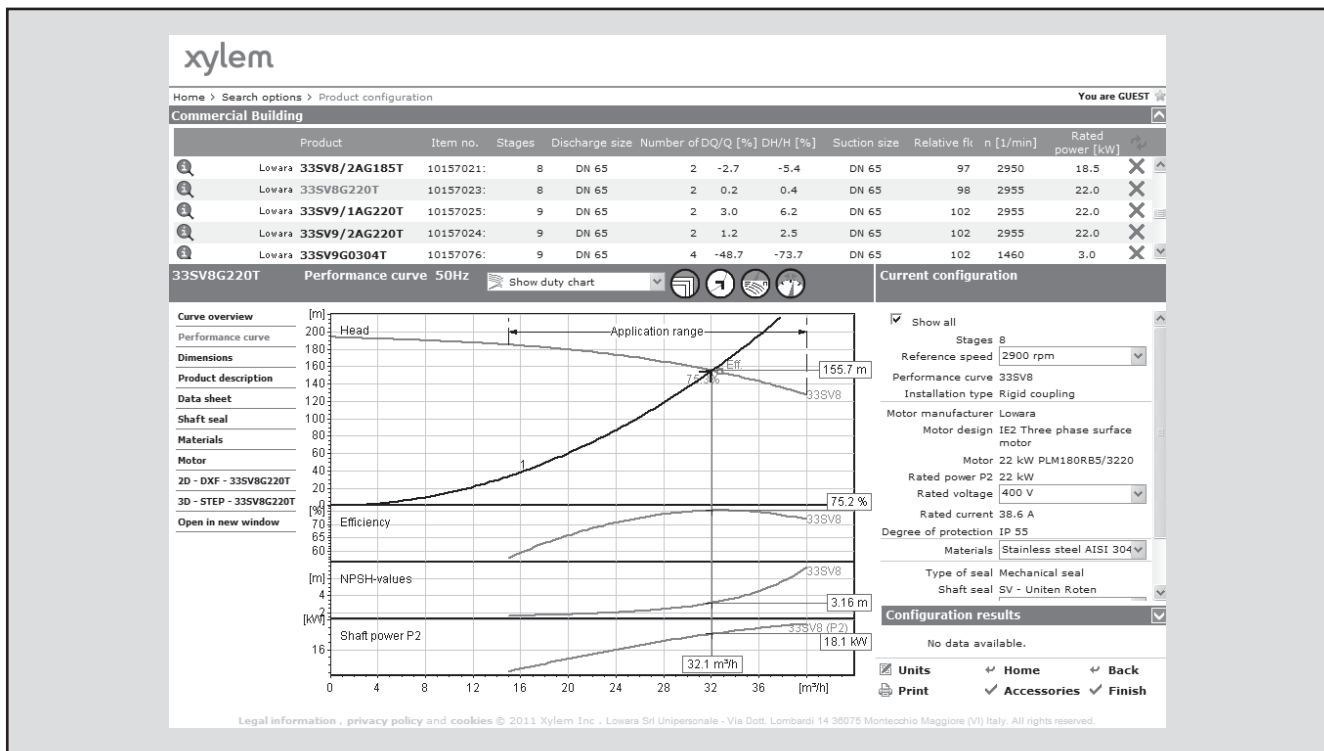 xylem
Home > Search options > Product configuration You are GUEST
Commercial Building
Product Item no. Stages Discharge size Number of DQ/Q [%] DH/H [%] Suction size Relative flo n [1/min] Rated power [kW]
Lowara 33SV8/2AG185T 10157021: 8 DN 65 2 -2.7 -5.4 DN 65 97 2950 18.5
Lowara 33SV8G220T 10157023: 8 DN 65 2 0.2 0.4 DN 65 98 2955 22.0
Lowara 33SV9/1AG220T 10157025: 9 DN 65 2 3.0 6.2 DN 65 102 2955 22.0
Lowara 33SV9/2AG220T 10157024: 9 DN 65 2 1.2 2.5 DN 65 102 2955 22.0
Lowara 33SV9G0304T 10157076: 9 DN 65 4 -48.7 -73.7 DN 65 102 1460 3.0
33SV8G220T Performance curve 50Hz Show duty chart
Curve overview
Performance curve
Dimensions
Product description
Data sheet
Shaft seal
Materials
Motor
2D - DXF - 33SV8G220T
3D - STEP - 33SV8G220T
Open in new window
[m]
200
180
160
140
120
100
80
60
40
20
0
Head
Application range
Eff.
75.3%
155.7 m
33SV8
1
75.2 %
[%]
70
65
60
Efficiency
33SV8
[m]
4
2
NPSH-values
33SV8
3.16 m
[kW]
16
Shaft power P2
33SV8 (P2)
18.1 kW
32.1 m³/h
0 4 8 12 16 20 24 28 32 36 [m³/h]
Current configuration
Show all
Stages 8
Reference speed 2900 rpm
Performance curve 33SV8
Installation type Rigid coupling
Motor manufacturer Lowara
Motor design IE2 Three phase surface
motor
Motor 22 kW PLM180RB5/3220
Rated power P2 22 kW
Rated voltage 400 V
Rated current 38.6 A
Degree of protection IP 55
Materials Stainless steel AISI 304
Type of seal Mechanical seal
Shaft seal SV - Uniten Roten
Configuration results
No data available.
Units Home Back
Print Accessories Finish
Legal information , privacy policy and cookies © 2011 Xylem Inc . Lowara Srl Unipersonale - Via Dott. Lombardi 14 36075 Montecchio Maggiore (VI) Italy. All rights reserved.